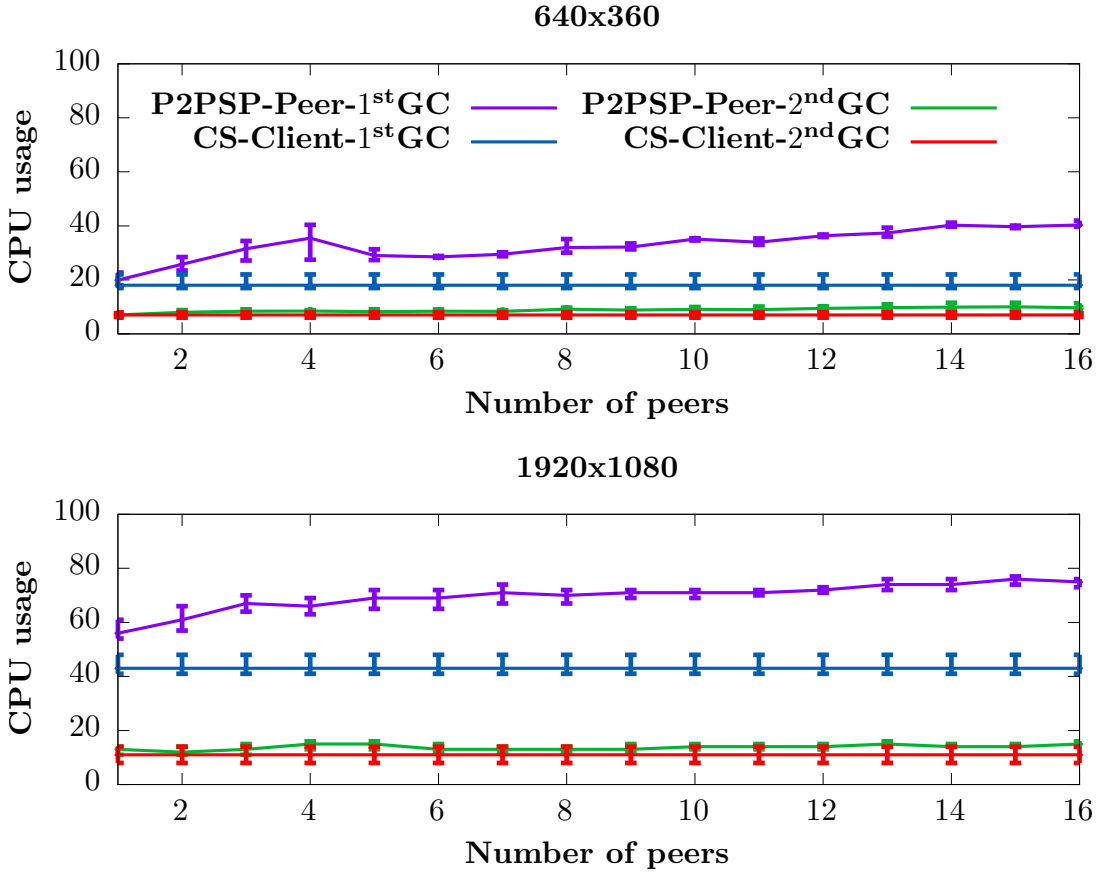 640x360
100
80
60
40
20
0
CPU usage
P2PSP-Peer-1stGC
P2PSP-Peer-2ndGC
CS-Client-1stGC
CS-Client-2ndGC
2 4 6 8 10 12 14 16
Number of peers
1920x1080
100
80
60
40
20
0
CPU usage
2 4 6 8 10 12 14 16
Number of peers